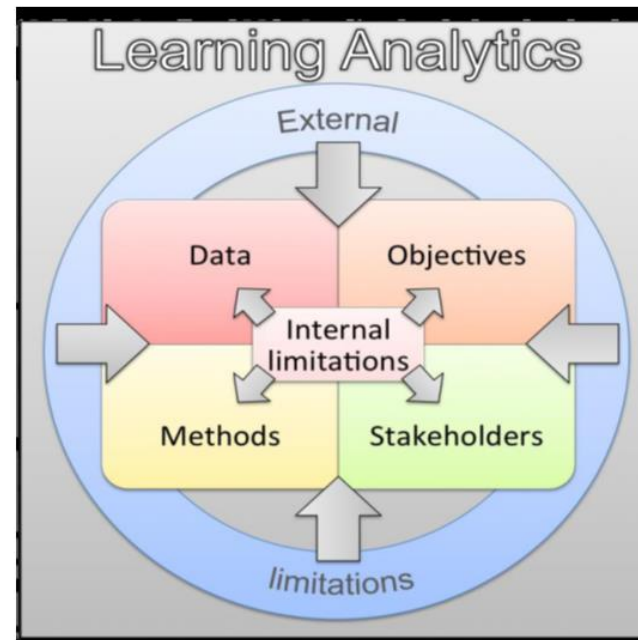 Learning Analytics
External
Data
Objectives
Internal
limitations
Methods
Stakeholders
limitations